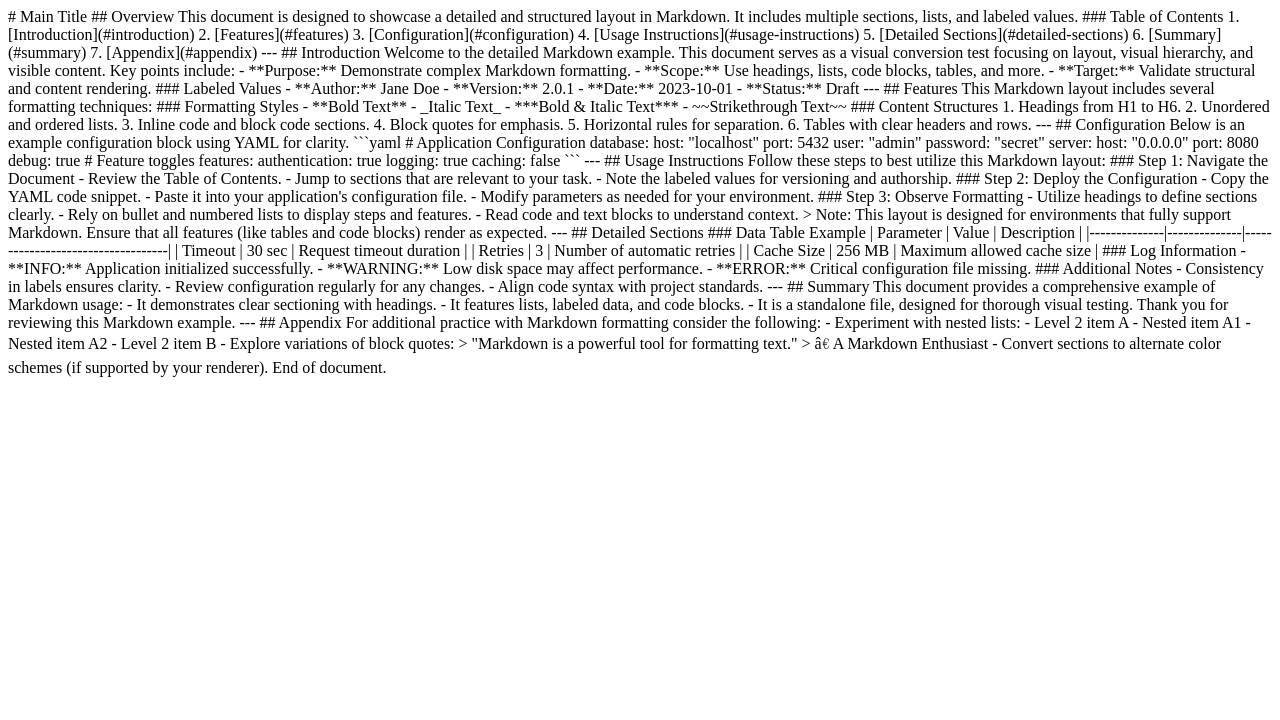 # Main Title ## Overview This document is designed to showcase a detailed and structured layout in Markdown. It includes multiple sections, lists, and labeled values. ### Table of Contents 1.
[Introduction](#introduction) 2. [Features](#features) 3. [Configuration](#configuration) 4. [Usage Instructions](#usage-instructions) 5. [Detailed Sections](#detailed-sections) 6. [Summary]
(#summary) 7. [Appendix](#appendix) --- ## Introduction Welcome to the detailed Markdown example. This document serves as a visual conversion test focusing on layout, visual hierarchy, and
visible content. Key points include: - **Purpose:** Demonstrate complex Markdown formatting. - **Scope:** Use headings, lists, code blocks, tables, and more. - **Target:** Validate structural
and content rendering. ### Labeled Values - **Author:** Jane Doe - **Version:** 2.0.1 - **Date:** 2023-10-01 - **Status:** Draft --- ## Features This Markdown layout includes several
formatting techniques: ### Formatting Styles - **Bold Text** - _Italic Text_ - ***Bold & Italic Text*** - ~~Strikethrough Text~~ ### Content Structures 1. Headings from H1 to H6. 2. Unordered
and ordered lists. 3. Inline code and block code sections. 4. Block quotes for emphasis. 5. Horizontal rules for separation. 6. Tables with clear headers and rows. --- ## Configuration Below is an
example configuration block using YAML for clarity. ```yaml # Application Configuration database: host: "localhost" port: 5432 user: "admin" password: "secret" server: host: "0.0.0.0" port: 8080
debug: true # Feature toggles features: authentication: true logging: true caching: false ``` --- ## Usage Instructions Follow these steps to best utilize this Markdown layout: ### Step 1: Navigate the
Document - Review the Table of Contents. - Jump to sections that are relevant to your task. - Note the labeled values for versioning and authorship. ### Step 2: Deploy the Configuration - Copy the
YAML code snippet. - Paste it into your application's configuration file. - Modify parameters as needed for your environment. ### Step 3: Observe Formatting - Utilize headings to define sections
clearly. - Rely on bullet and numbered lists to display steps and features. - Read code and text blocks to understand context. > Note: This layout is designed for environments that fully support
Markdown. Ensure that all features (like tables and code blocks) render as expected. --- ## Detailed Sections ### Data Table Example | Parameter | Value | Description | |--------------|--------------|-----
------------------------------| | Timeout | 30 sec | Request timeout duration | | Retries | 3 | Number of automatic retries | | Cache Size | 256 MB | Maximum allowed cache size | ### Log Information -
**INFO:** Application initialized successfully. - **WARNING:** Low disk space may affect performance. - **ERROR:** Critical configuration file missing. ### Additional Notes - Consistency
in labels ensures clarity. - Review configuration regularly for any changes. - Align code syntax with project standards. --- ## Summary This document provides a comprehensive example of
Markdown usage: - It demonstrates clear sectioning with headings. - It features lists, labeled data, and code blocks. - It is a standalone file, designed for thorough visual testing. Thank you for
reviewing this Markdown example. --- ## Appendix For additional practice with Markdown formatting consider the following: - Experiment with nested lists: - Level 2 item A - Nested item A1 -
Nested item A2 - Level 2 item B - Explore variations of block quotes: > "Markdown is a powerful tool for formatting text." > â€ A Markdown Enthusiast - Convert sections to alternate color
schemes (if supported by your renderer). End of document.